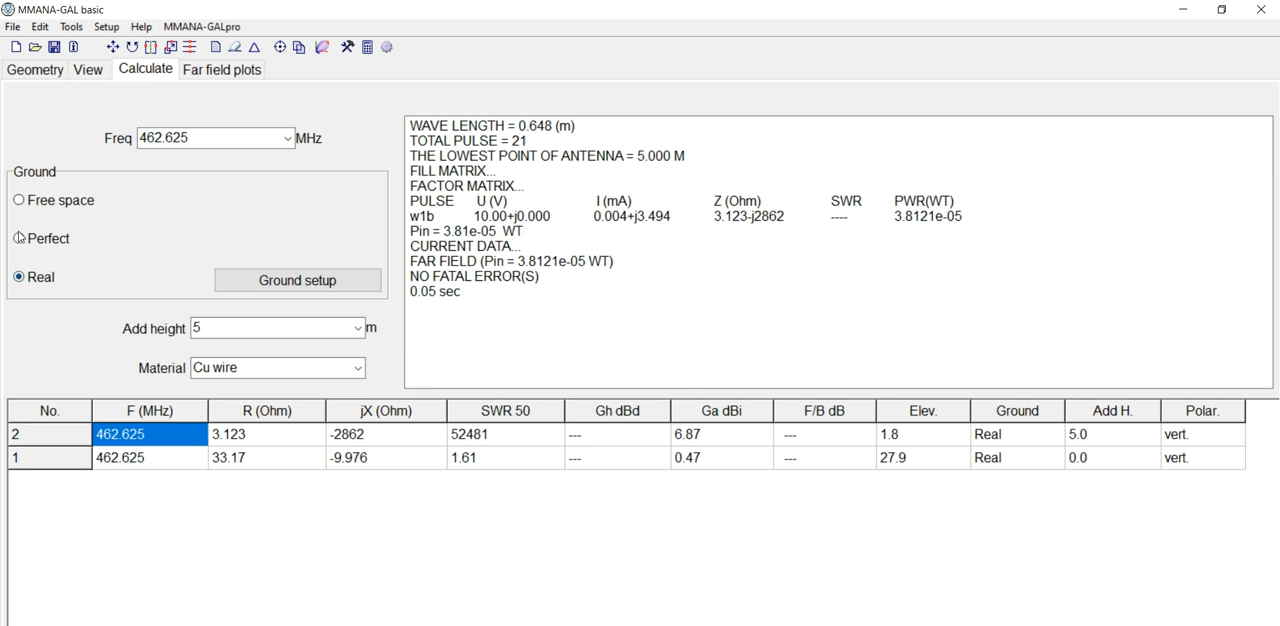 MMANA-GAL basic
File Edit Tools Setup Help MMANA-GALpro
Geometry View Calculate Far field plots
Freq 462.625 MHz
Ground
Free space
Perfect
Real Ground setup
Add height 5 m
Material Cu wire
WAVE LENGTH = 0.648 (m)
TOTAL PULSE = 21
THE LOWEST POINT OF ANTENNA = 5.000 M
FILL MATRIX...
FACTOR MATRIX...
PULSE U (V) I (mA) Z (Ohm) SWR PWR(WT)
w1b 10.00+j0.000 0.004+j3.494 3.123-j2862 ---- 3.8121e-05
Pin = 3.81e-05 WT
CURRENT DATA...
FAR FIELD (Pin = 3.8121e-05 WT)
NO FATAL ERROR(S)
0.05 sec
No. F (MHz) R (Ohm) jX (Ohm) SWR 50 Gh dBd Ga dBi F/B dB Elev. Ground Add H. Polar.
2 462.625 3.123 -2862 52481 --- 6.87 --- 1.8 Real 5.0 vert.
1 462.625 33.17 -9.976 1.61 --- 0.47 --- 27.9 Real 0.0 vert.